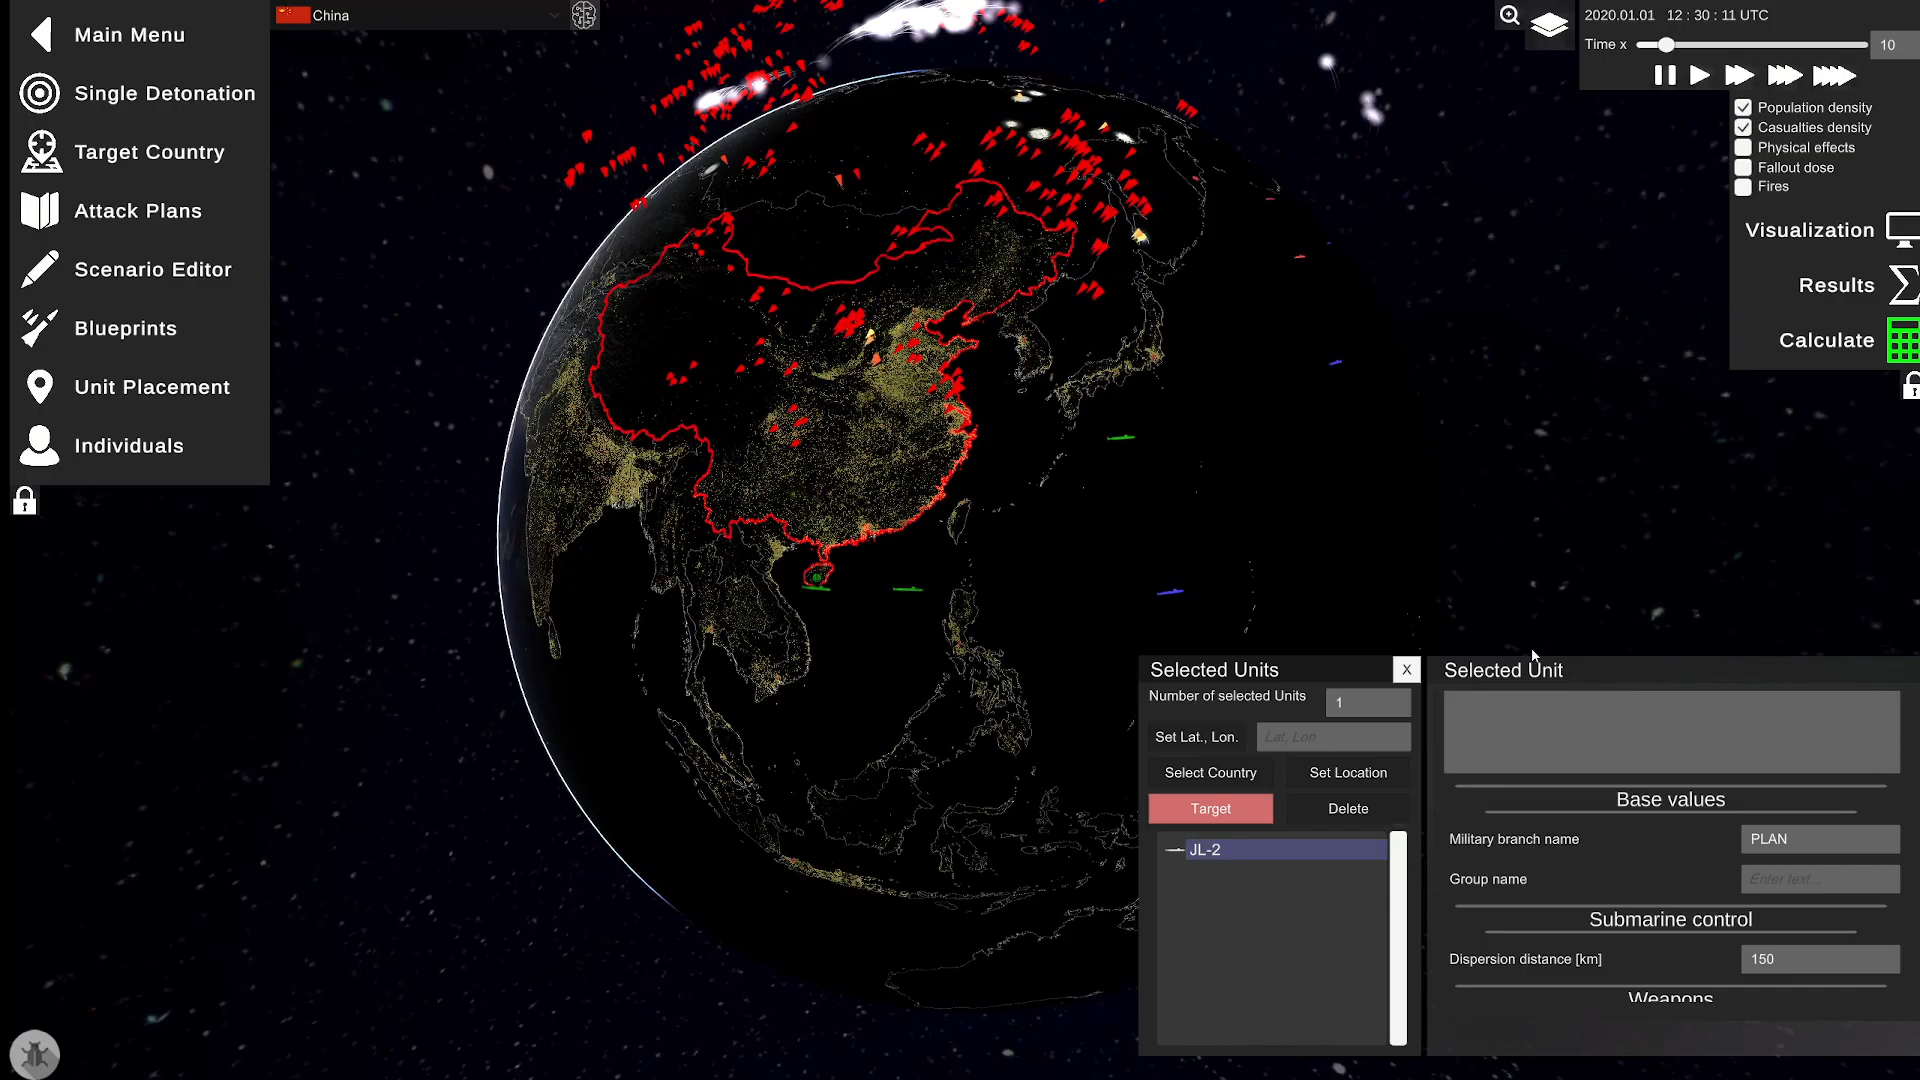 Main Menu
Single Detonation
Target Country
Attack Plans
Scenario Editor
Blueprints
Unit Placement
Individuals
China
2020.01.01 12 : 30 : 11 UTC
Time x
10
Population density
Casualties density
Physical effects
Fallout dose
Fires
Visualization
Results
Calculate
Selected Units
X
Number of selected Units
1
Set Lat., Lon.
Lat, Lon
Select Country
Set Location
Target
Delete
JL-2
Selected Unit
Base values
Military branch name
PLAN
Group name
Enter text...
Submarine control
Dispersion distance [km]
150
Weapons